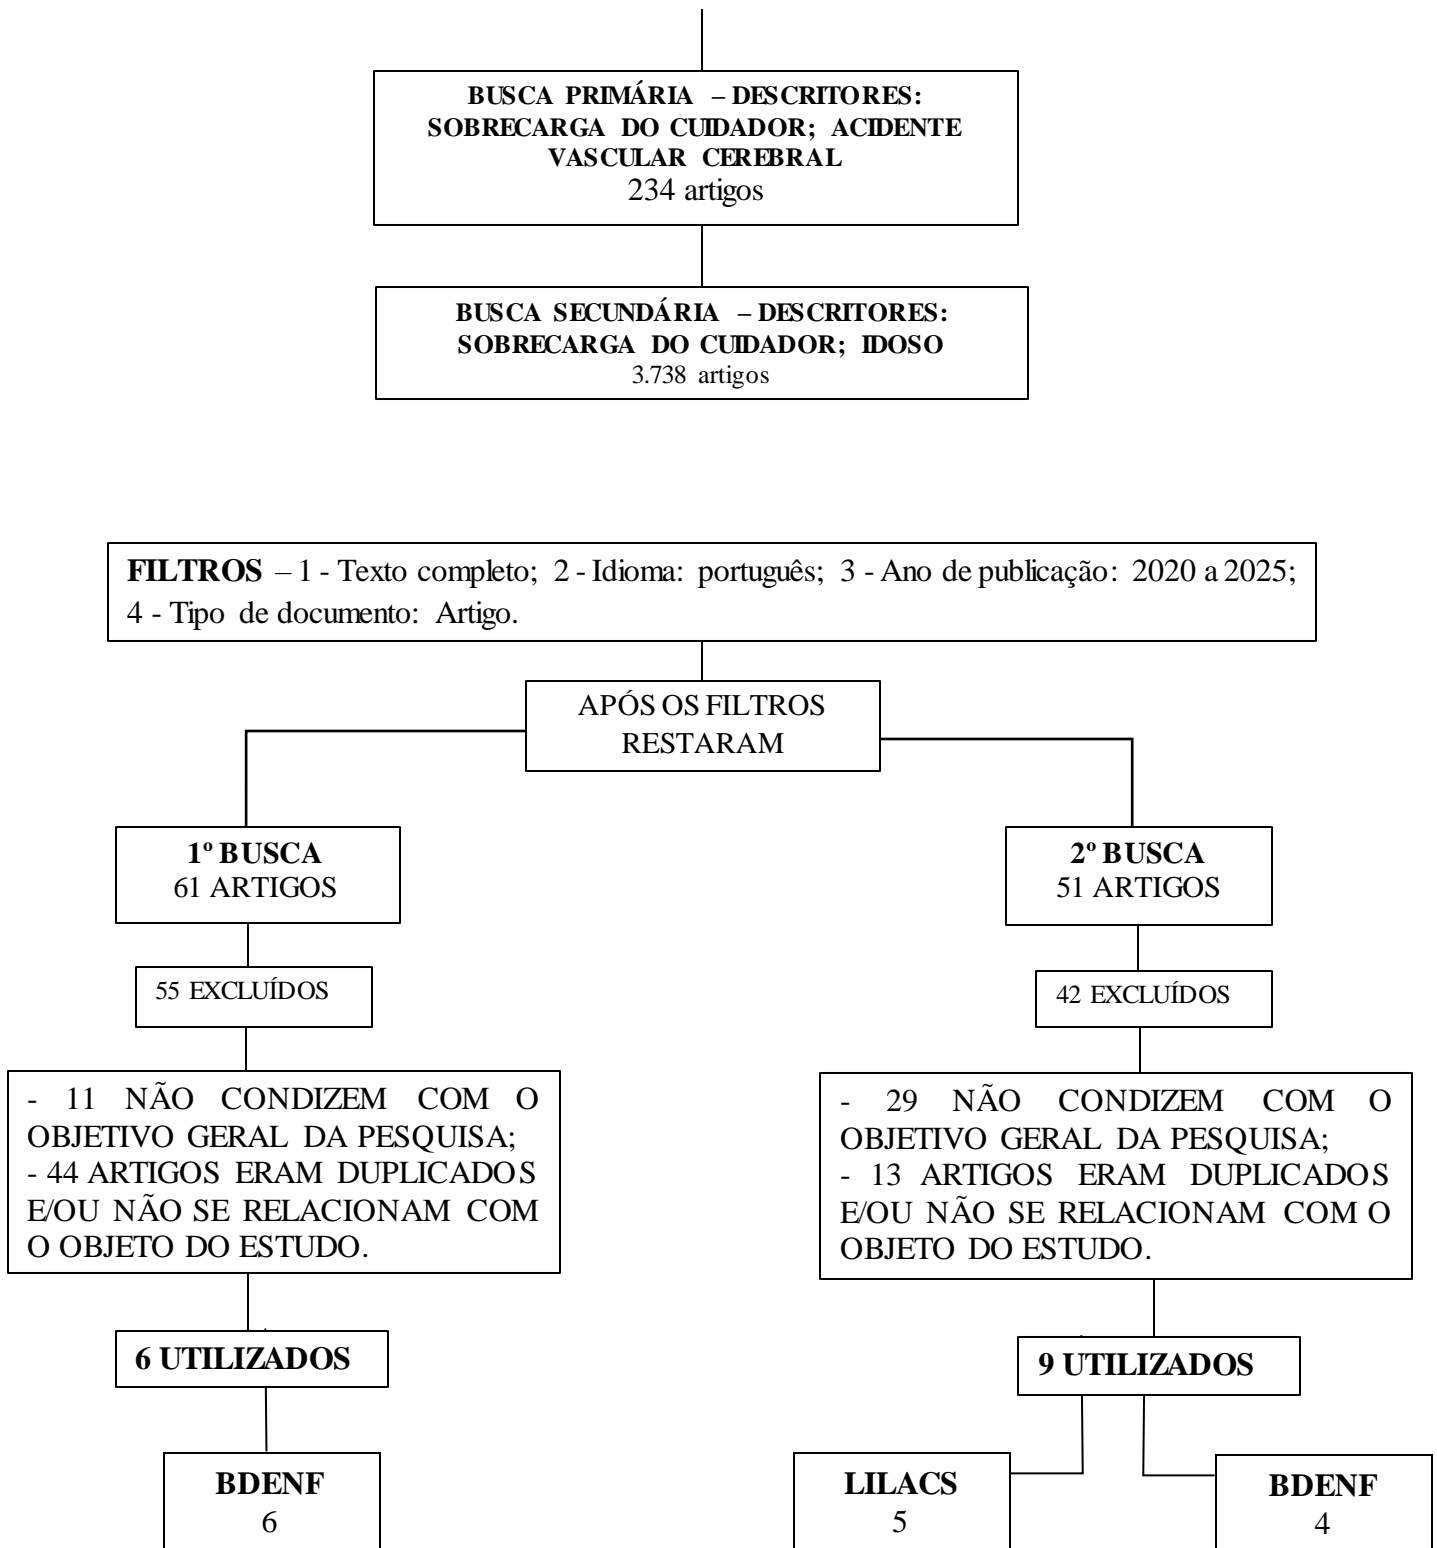 BUSCA PRIMÁRIA – DESCRITORES:
SOBRECARGA DO CUIDADOR; ACIDENTE
VASCULAR CEREBRAL
234 artigos
BUSCA SECUNDÁRIA – DESCRITORES:
SOBRECARGA DO CUIDADOR; IDOSO
3.738 artigos
FILTROS – 1 - Texto completo; 2 - Idioma: português; 3 - Ano de publicação: 2020 a 2025;
4 - Tipo de documento: Artigo.
APÓS OS FILTROS
RESTARAM
1º BUSCA
61 ARTIGOS
55 EXCLUÍDOS
- 11 NÃO CONDIZEM COM O
OBJETIVO GERAL DA PESQUISA;
- 44 ARTIGOS ERAM DUPLICADOS
E/OU NÃO SE RELACIONAM COM
O OBJETO DO ESTUDO.
6 UTILIZADOS
BDENF
6
2º BUSCA
51 ARTIGOS
42 EXCLUÍDOS
- 29 NÃO CONDIZEM COM O
OBJETIVO GERAL DA PESQUISA;
- 13 ARTIGOS ERAM DUPLICADOS
E/OU NÃO SE RELACIONAM COM O
OBJETO DO ESTUDO.
9 UTILIZADOS
LILACS
5
BDENF
4